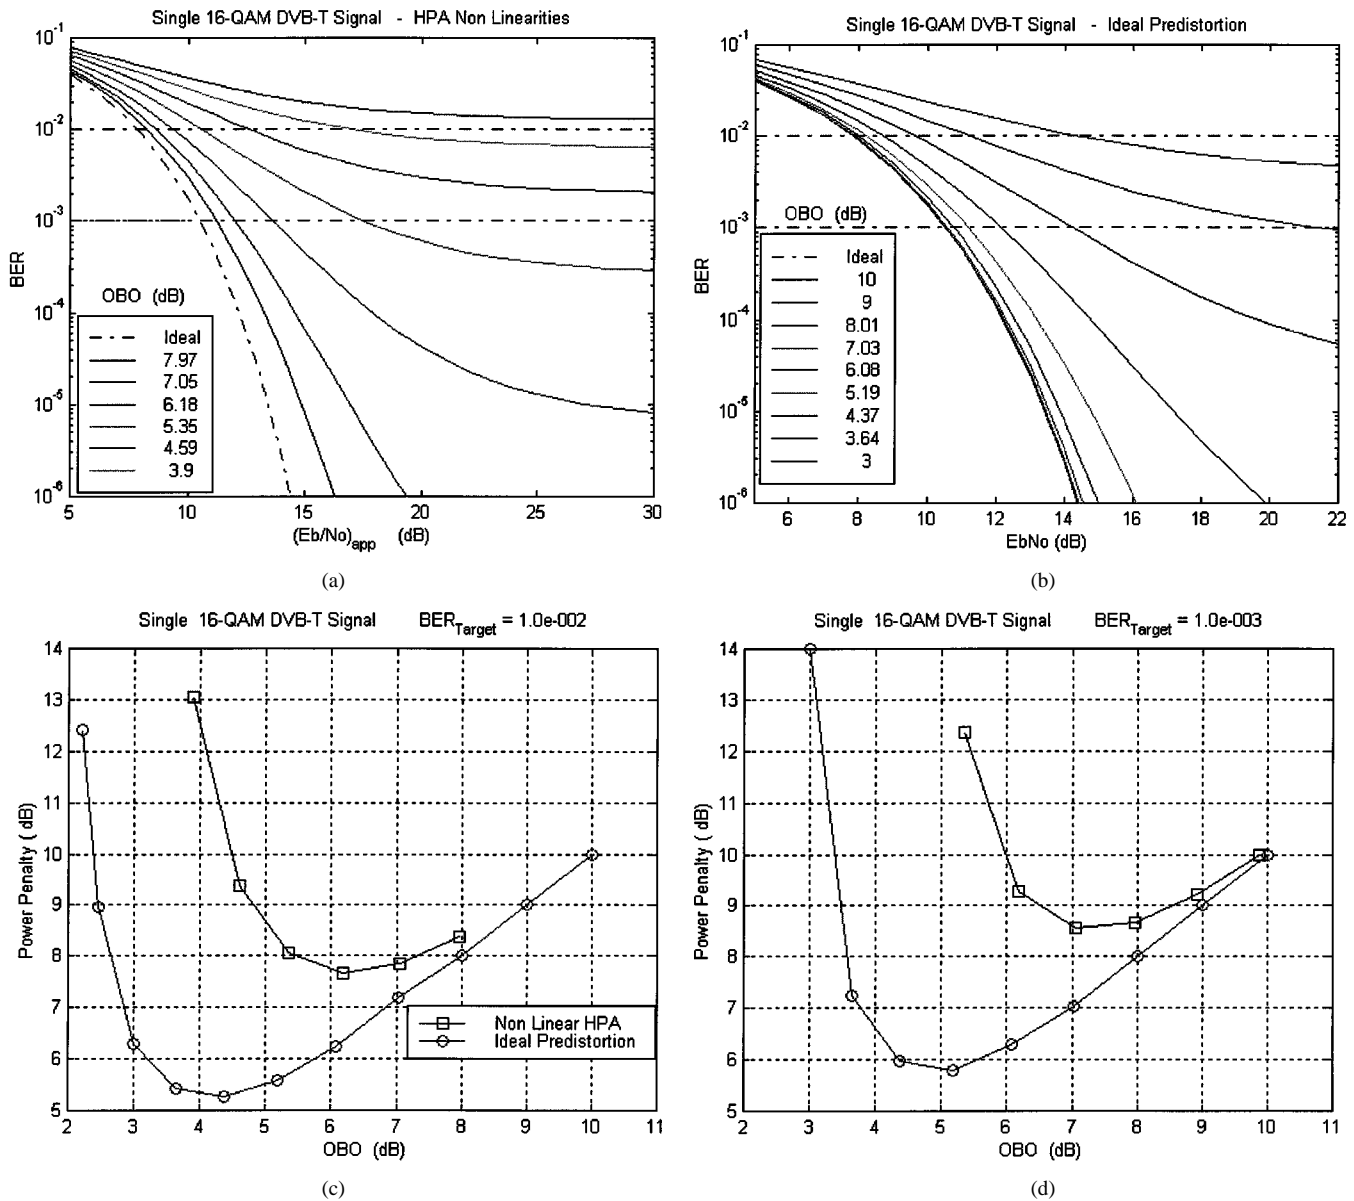 Single 16-QAM DVB-T Signal - HPA Non Linearities
10^-1
10^-2
10^-3
10^-4
10^-5
10^-6
BER
OBO (dB)
Ideal
7.97
7.05
6.18
5.35
4.59
3.9
5 10 15 20 25 30
(Eb/No)app (dB)
(a)
Single 16-QAM DVB-T Signal - Ideal Predistortion
10^-1
10^-2
10^-3
10^-4
10^-5
10^-6
BER
OBO (dB)
Ideal
10
9
8.01
7.03
6.08
5.19
4.37
3.64
3
6 8 10 12 14 16 18 20 22
EbNo (dB)
(b)
Single 16-QAM DVB-T Signal BERTarget = 1.0e-002
14
13
12
11
10
9
8
7
6
5
Power Penalty ( dB)
Non Linear HPA
Ideal Predistortion
2 3 4 5 6 7 8 9 10 11
OBO (dB)
(c)
Single 16-QAM DVB-T Signal BERTarget = 1.0e-003
14
13
12
11
10
9
8
7
6
5
Power Penalty ( dB)
2 3 4 5 6 7 8 9 10 11
OBO (dB)
(d)